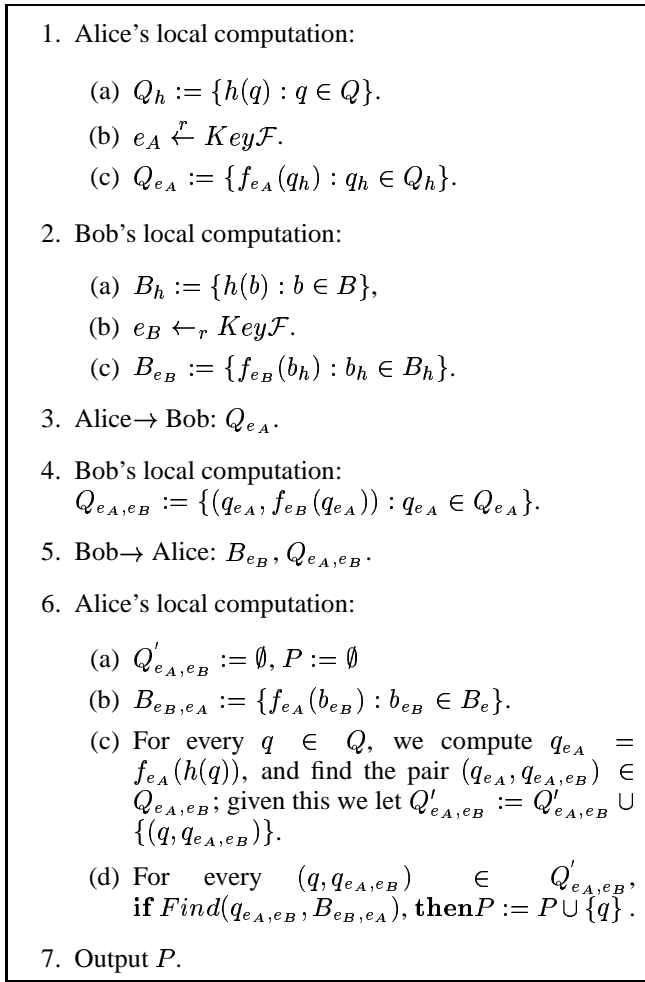 1. Alice's local computation:
(a) Q_h := {h(q) : q ∈ Q}.
(b) e_A ←^r KeyF.
(c) Q_{e_A} := {f_{e_A}(q_h) : q_h ∈ Q_h}.
2. Bob's local computation:
(a) B_h := {h(b) : b ∈ B},
(b) e_B ←_r KeyF.
(c) B_{e_B} := {f_{e_B}(b_h) : b_h ∈ B_h}.
3. Alice→ Bob: Q_{e_A}.
4. Bob's local computation:
Q_{e_A,e_B} := {(q_{e_A}, f_{e_B}(q_{e_A})) : q_{e_A} ∈ Q_{e_A}}.
5. Bob→ Alice: B_{e_B}, Q_{e_A,e_B}.
6. Alice's local computation:
(a) Q'_{e_A,e_B} := ∅, P := ∅
(b) B_{e_B,e_A} := {f_{e_A}(b_{e_B}) : b_{e_B} ∈ B_e}.
(c) For every q ∈ Q, we compute q_{e_A} =
f_{e_A}(h(q)), and find the pair (q_{e_A}, q_{e_A,e_B}) ∈
Q_{e_A,e_B}; given this we let Q'_{e_A,e_B} := Q'_{e_A,e_B} ∪
{(q, q_{e_A,e_B})}.
(d) For every (q, q_{e_A,e_B}) ∈ Q'_{e_A,e_B},
if Find(q_{e_A,e_B}, B_{e_B,e_A}), thenP := P ∪ {q} .
7. Output P.